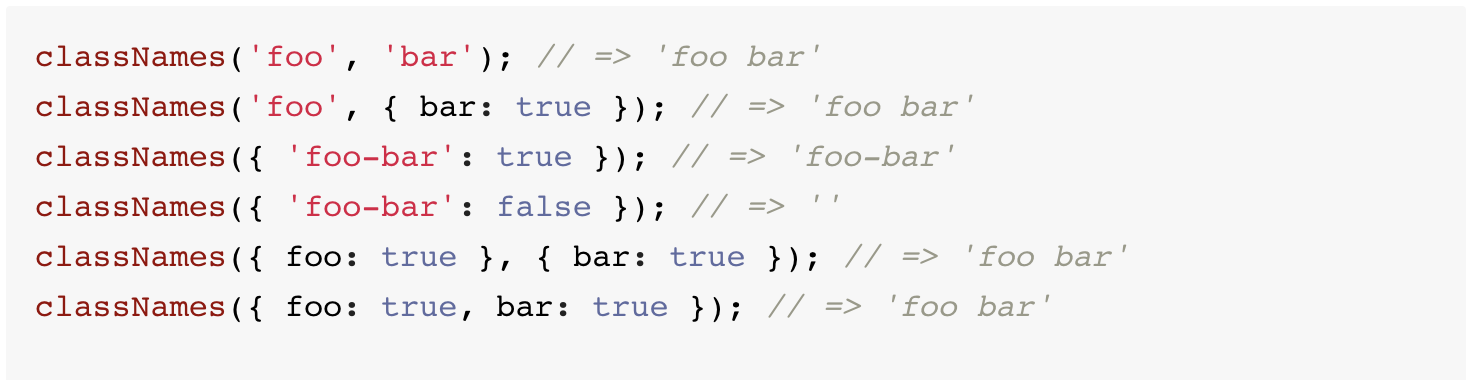 classNames('foo', 'bar'); // => 'foo bar'
classNames('foo', { bar: true }); // => 'foo bar'
classNames({ 'foo-bar': true }); // => 'foo-bar'
classNames({ 'foo-bar': false }); // => ''
classNames({ foo: true }, { bar: true }); // => 'foo bar'
classNames({ foo: true, bar: true }); // => 'foo bar'